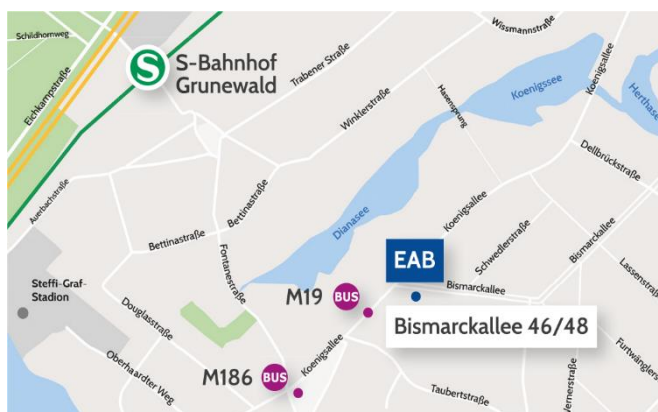 Schildhornweg
Wissmannstraße
Eichkampstraße
S
S-Bahnhof
Grunewald
Trabener Straße
Koenigsallee
Koenigssee
Herthasee
Hasensprung
Winklerstraße
Dellbrückstraße
Auerbachstraße
Bettinastraße
Bettinastraße
Koenigsallee
Dianasee
Schwedlerstraße
Bismarckallee
Fontanestraße
EAB
Lassenstraße
Steffi-Graf-
Stadion
M19
BUS
Bismarckallee
Douglasstraße
Bismarckallee 46/48
Koenigsallee
Furtwänglerstraße
Oberhaardter Weg
M186
BUS
Taubertstraße